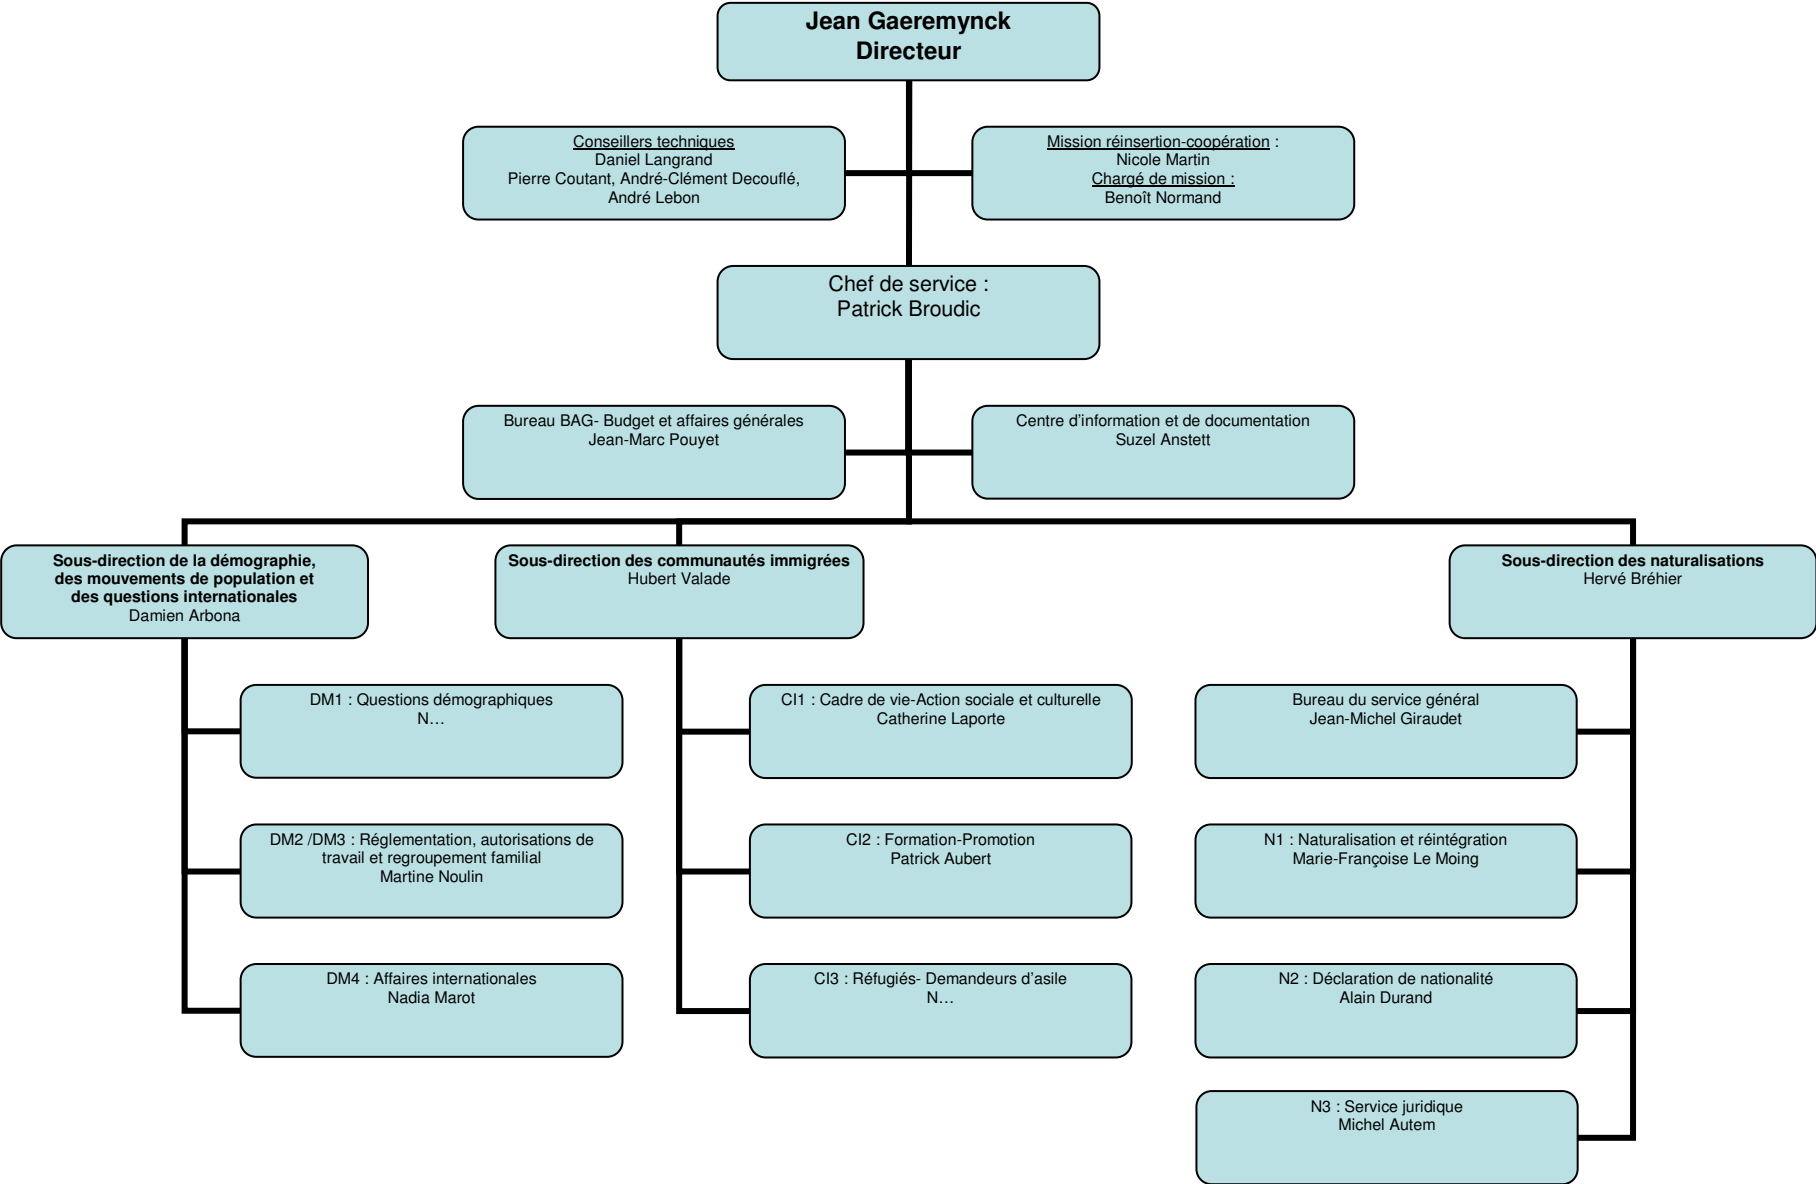 Jean Gaeremynck
Directeur
Conseillers techniques
Daniel Langrand
Pierre Coutant, André-Clément Decouflé,
André Lebon
Mission réinsertion-coopération :
Nicole Martin
Chargé de mission :
Benoît Normand
Chef de service :
Patrick Broudic
Bureau BAG- Budget et affaires générales
Jean-Marc Pouyet
Centre d'information et de documentation
Suzel Anstett
Sous-direction de la démographie,
des mouvements de population et
des questions internationales
Damien Arbona
Sous-direction des communautés immigrées
Hubert Valade
Sous-direction des naturalisations
Hervé Bréhier
DM1 : Questions démographiques
N…
DM2 /DM3 : Réglementation, autorisations de
travail et regroupement familial
Martine Noulin
DM4 : Affaires internationales
Nadia Marot
CI1 : Cadre de vie-Action sociale et culturelle
Catherine Laporte
CI2 : Formation-Promotion
Patrick Aubert
CI3 : Réfugiés- Demandeurs d'asile
N…
Bureau du service général
Jean-Michel Giraudet
N1 : Naturalisation et réintégration
Marie-Françoise Le Moing
N2 : Déclaration de nationalité
Alain Durand
N3 : Service juridique
Michel Autem